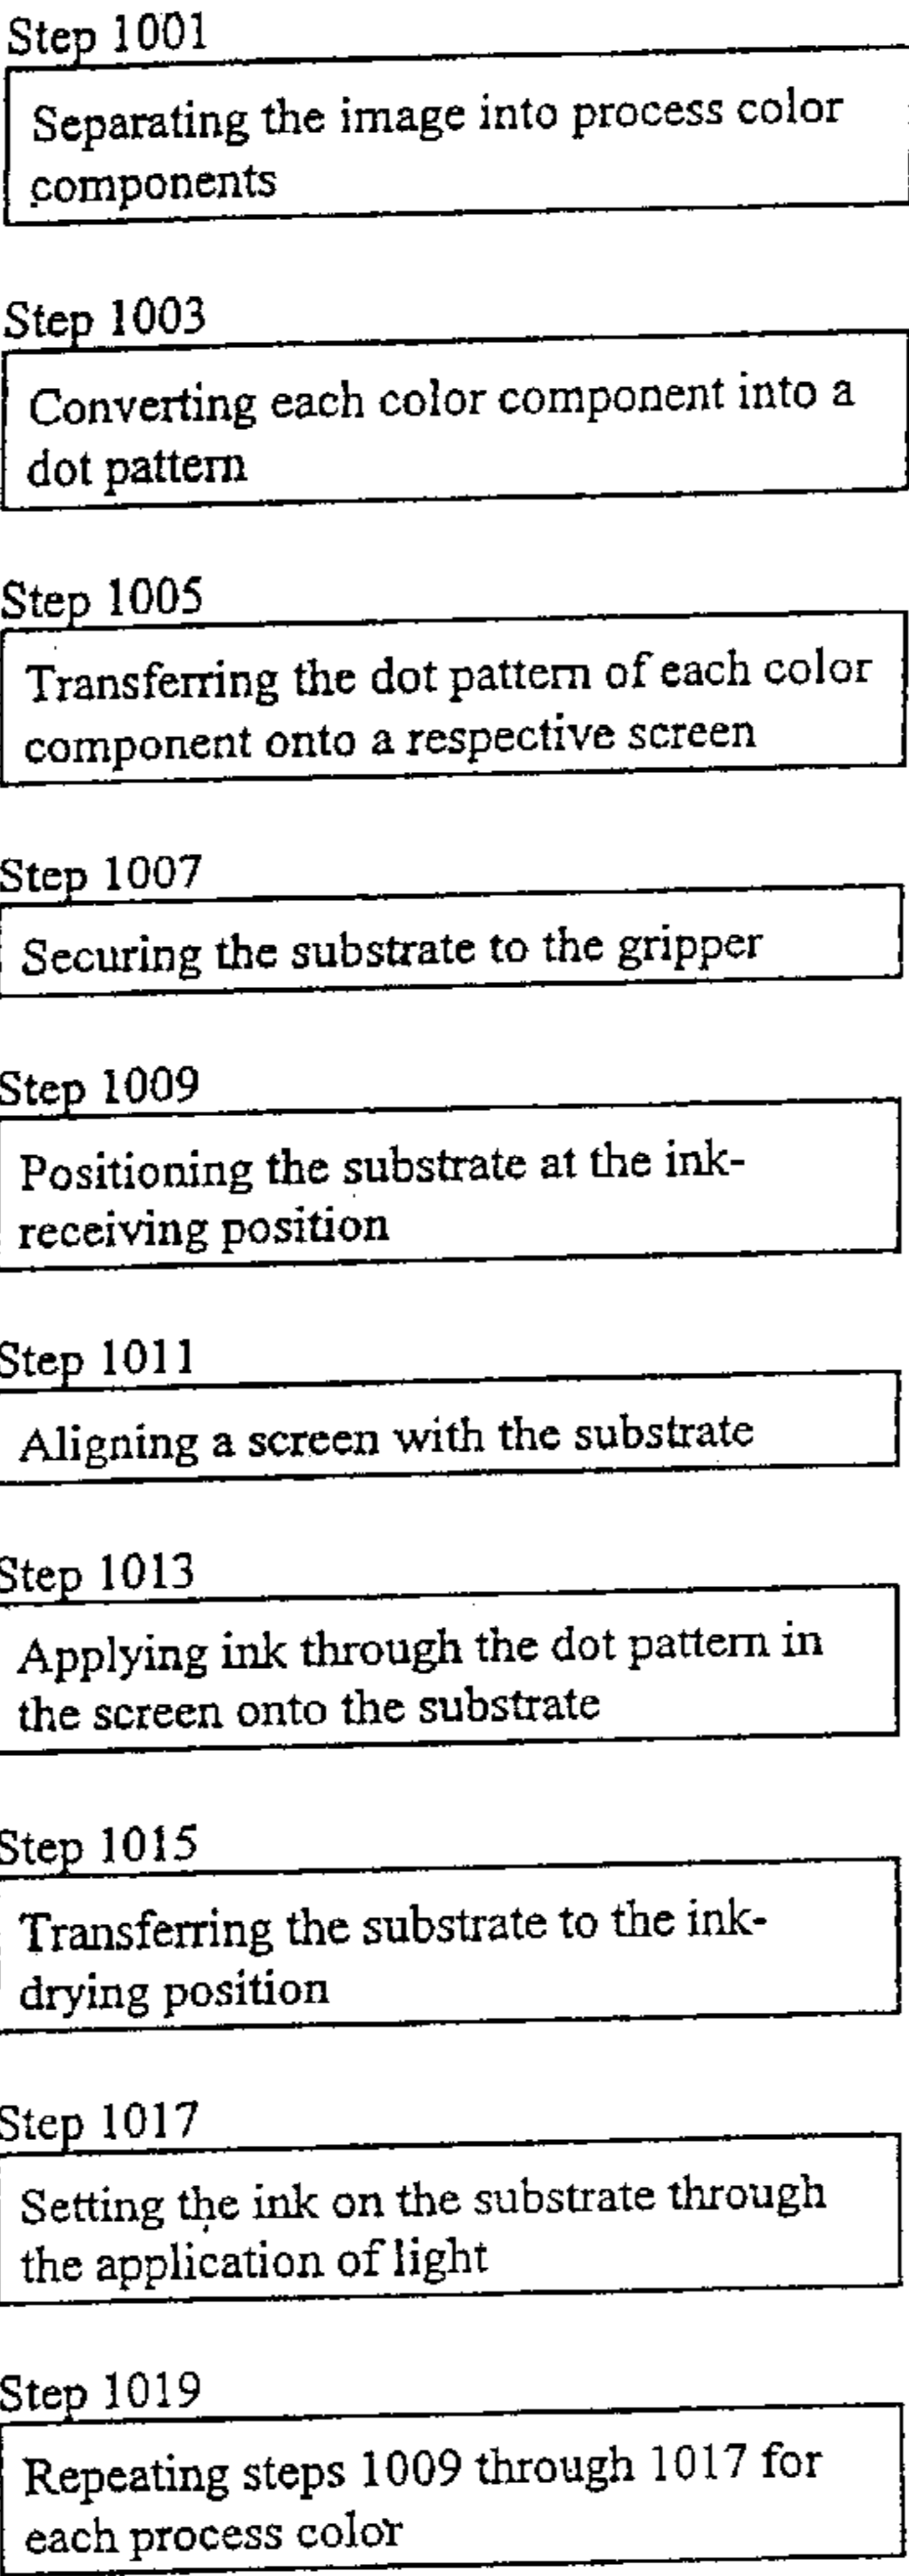 Step 1001
Separating the image into process color
components
Step 1003
Converting each color component into a
dot pattern
Step 1005
Transferring the dot pattern of each color
component onto a respective screen
Step 1007
Securing the substrate to the gripper
Step 1009
Positioning the substrate at the ink-
receiving position
Step 1011
Aligning a screen with the substrate
Step 1013
Applying ink through the dot pattern in
the screen onto the substrate
Step 1015
Transferring the substrate to the ink-
drying position
Step 1017
Setting the ink on the substrate through
the application of light
Step 1019
Repeating steps 1009 through 1017 for
each process color